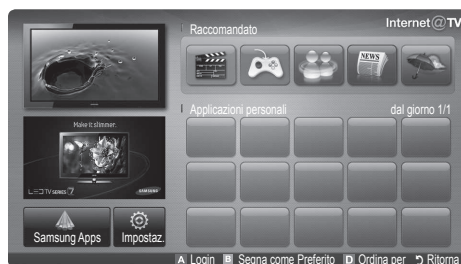 Internet@TV
Raccomandato
NEWS
Applicazioni personali
dal giorno 1/1
Make it slimmer.
LED TV SERIES 7
SAMSUNG
Samsung Apps
Impostaz.
A Login B Segna come Preferito D Ordina per Ritorna